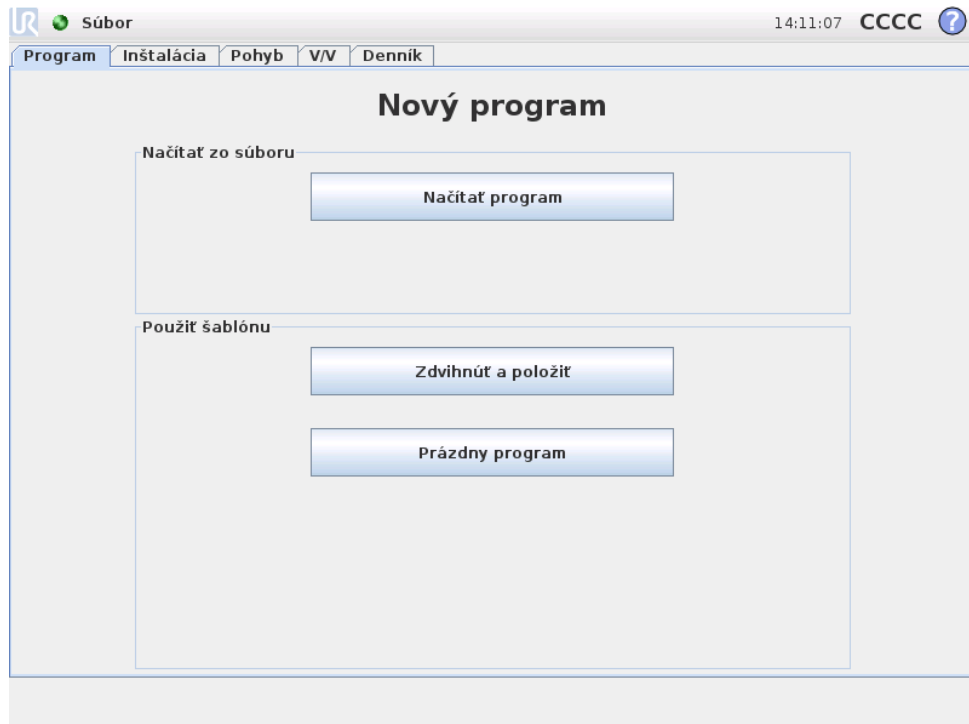 UR Súbor 14:11:07 CCCC ?
Program Inštalácia Pohyb V/V Denník
Nový program
Načítať zo súboru
Načítať program
Použiť šablónu
Zdvihnúť a položiť
Prázdny program